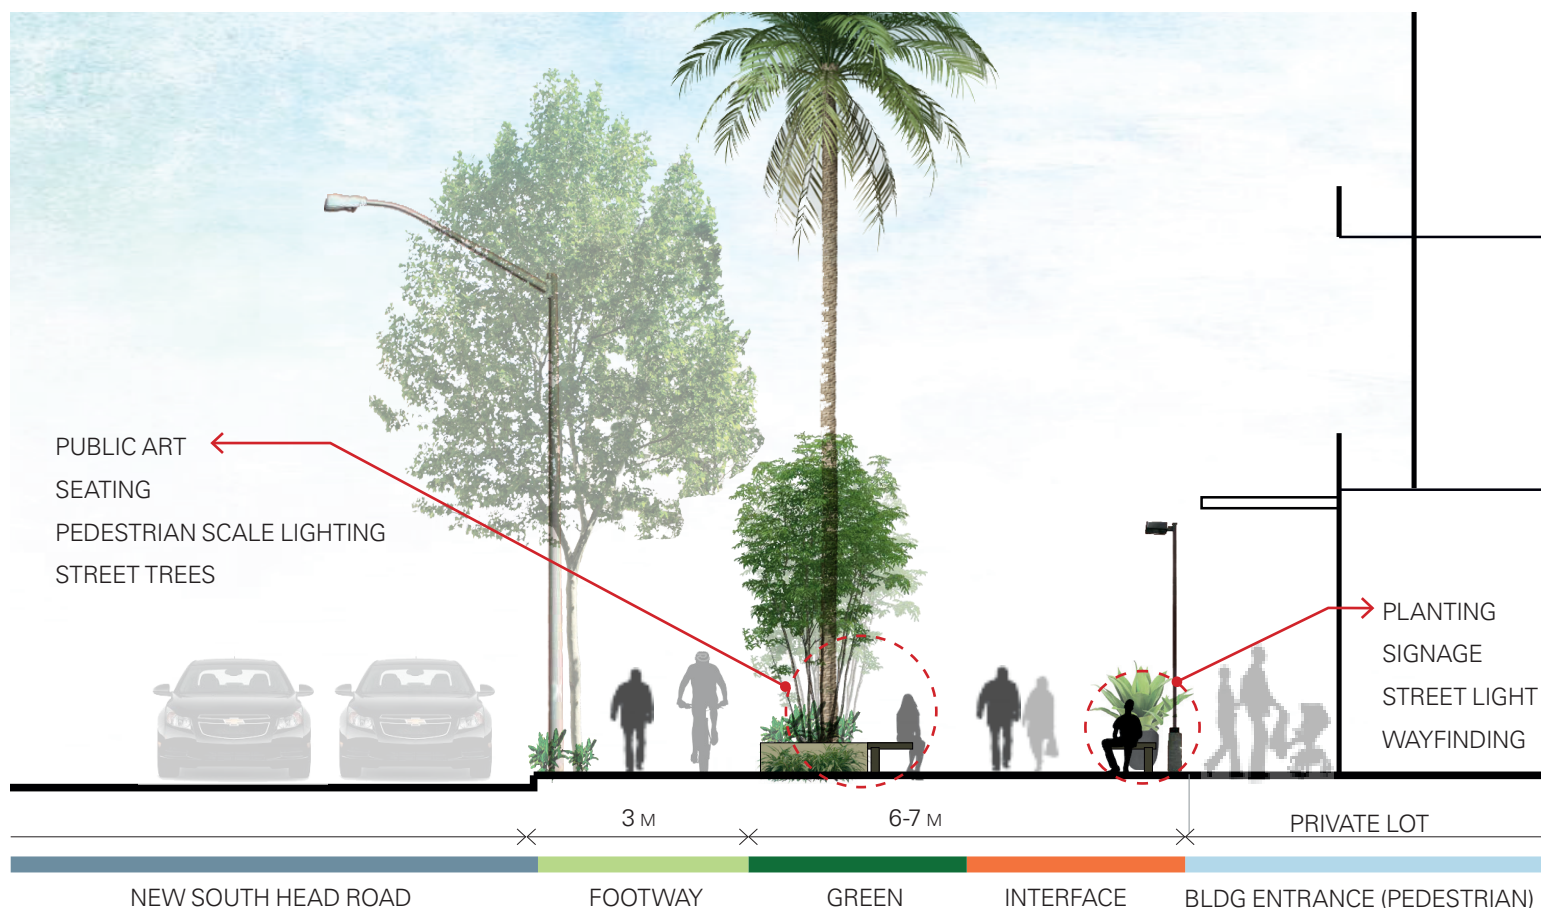 PUBLIC ART
SEATING
PEDESTRIAN SCALE LIGHTING
STREET TREES
PLANTING
SIGNAGE
STREET LIGHT
WAYFINDING
3 M
6-7 M
PRIVATE LOT
NEW SOUTH HEAD ROAD
FOOTWAY
GREEN
INTERFACE
BLDG ENTRANCE (PEDESTRIAN)